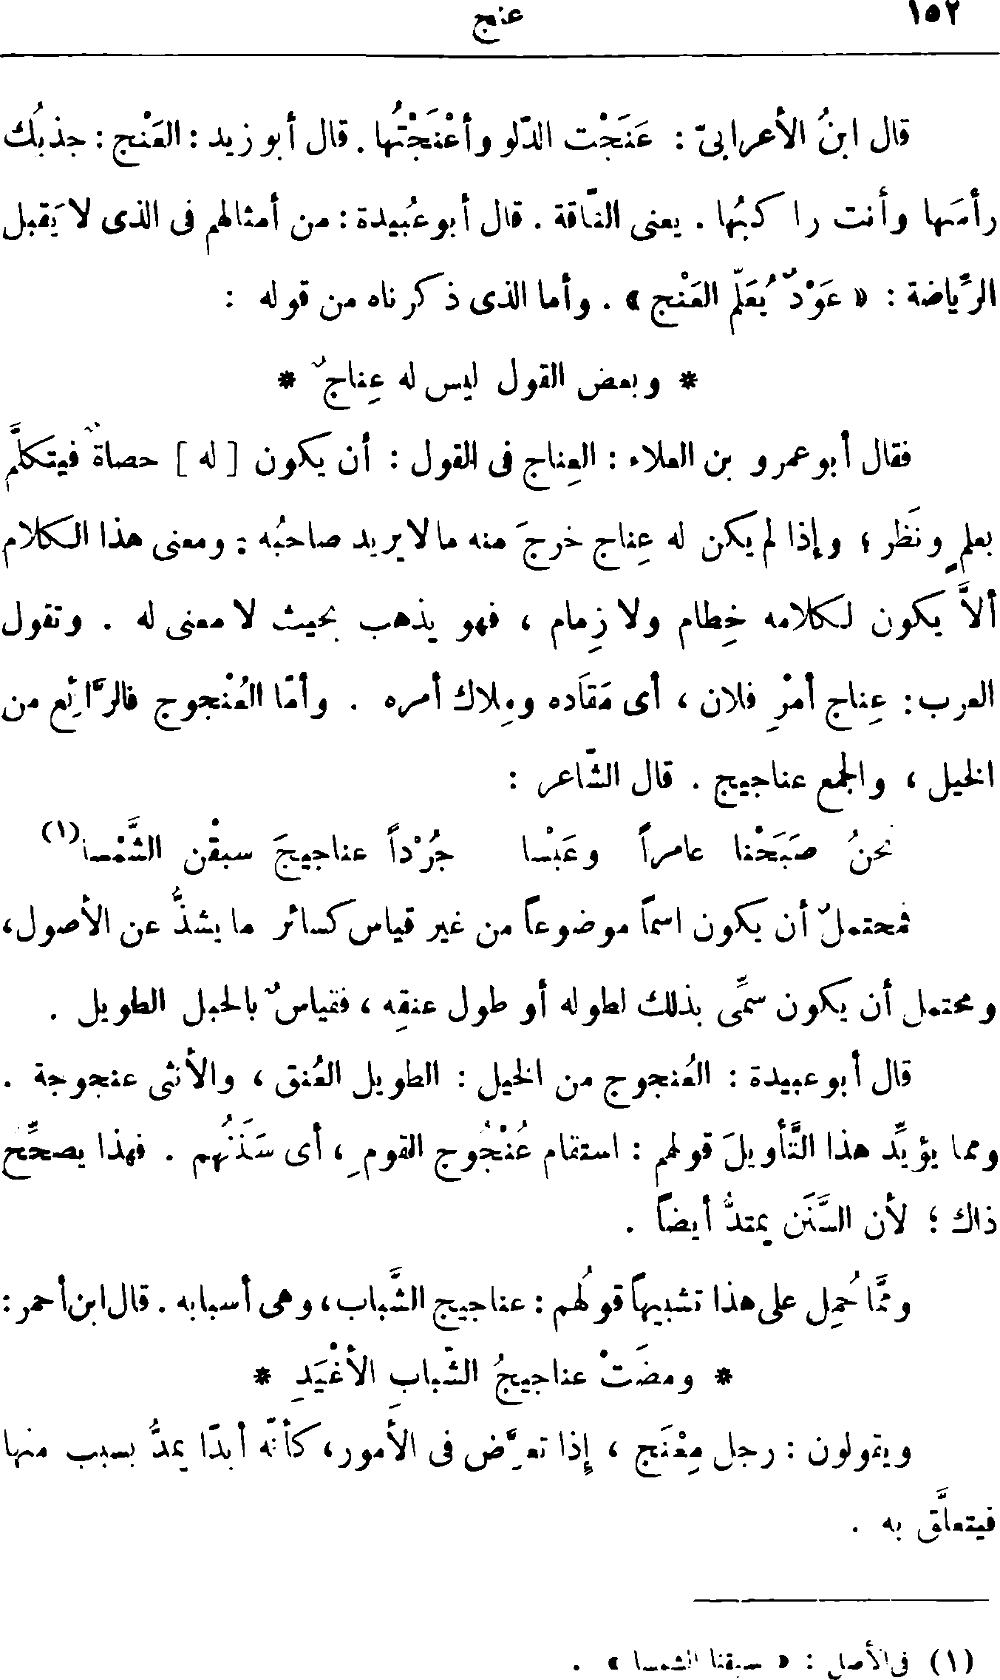 ١٥٢ عنج
قال ابنُ الأعرابىّ : عَنَجْت الدّلو وأعْنَجْتُها . قال أبو زيد : العَنْج : جذبُك
رأسَها وأنت راكبُها . يعنى النّاقة . قال أبو عُبيدة : من أمثالهم فى الذى لا يَقبل
الرِّياضة : « عَوْدٌ يُعَلَّم العَنْج » . وأما الذى ذكرناه من قوله :
* وبعض القول ليس له عِناجٌ *
فقال أبو عمرو بن العلاء : العِناج فى القول : أن يكون [ له ] حصاةٌ فيتكلَّم
بعلمٍ ونَظر ؛ وإذا لم يكن له عِناج خرجَ منه ما لا يريد صاحبُه : ومعنى هذا الكلام
ألاَّ يكون لكلامه خِطام ولا زِمام ، فهو يذهب بحيث لا معنى له . وتقول
العرب : عِناج أمْرِ فلان ، أى مَقَاده ومِلاك أمره . وأمّا العُنْجوج فالرَّائِع من
الخيل ، والجمع عناجيج . قال الشّاعر :
نحنُ صَبَحْنا عامراً وعَبْسا جُرْداً عناجيجَ سبقْن الشَّمْسا(١)
فمحتملٌ أن يكون اسماً موضوعاً من غير قياس كسائر ما يشذُّ عن الأصول،
ومحتمل أن يكون سمِّى بذلك لطوله أو طول عنقِه ، فقياسٌ بالحبل الطويل .
قال أبو عبيدة : العُنجوج من الخيل : الطويل العُنق ، والأنثى عنجوجة .
ومما يؤيِّد هذا التَّأويلَ قولهم : استقام عُنْجُوج القومِ ، أى سَنَنُهم . فهذا يصحِّح
ذاك ؛ لأن السَّنَن يمتدُّ أيضاً .
وممَّا حُمِل على هذا تشبيهاً قولُهم : عناجيج الشَّباب، وهى أسبابه . قال ابن أحمر :
* ومضَتْ عناجيجُ الشّبابِ الأغْيَدِ *
ويقولون : رجل مِعْنَج ، إذا تعرَّض فى الأمور، كأنّه أبدًا يمدُّ بسبب منها
فيتعلَّق به .
(١) فى الأصل : « سبقنا الشمسا » .